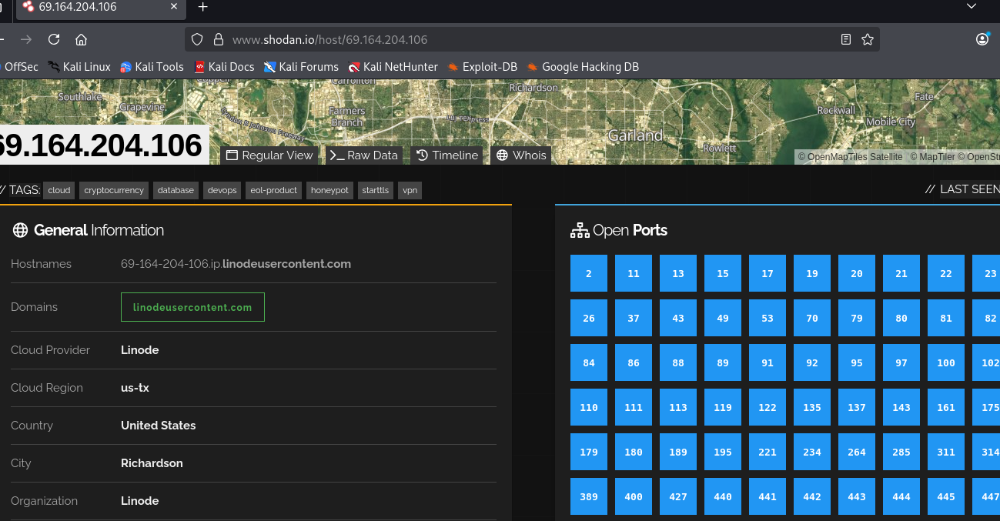 69.164.204.106
www.shodan.io/host/69.164.204.106
OffSec Kali Linux Kali Tools Kali Docs Kali Forums Kali NetHunter Exploit-DB Google Hacking DB
Coppell Carrollton Richardson
Southlake Grapevine Farmers Branch LBJ TEXpress Garland Rowlett Rockwall Mobile City Fate
69.164.204.106
Regular View Raw Data Timeline Whois
© OpenMapTiles Satellite © MapTiler © OpenStr
// TAGS: cloud cryptocurrency database devops eol-product honeypot starttls vpn
// LAST SEEN
General Information
Hostnames 69-164-204-106.ip.linodeusercontent.com
Domains linodeusercontent.com
Cloud Provider Linode
Cloud Region us-tx
Country United States
City Richardson
Organization Linode
Open Ports
2 11 13 15 17 19 20 21 22 23
26 37 43 49 53 70 79 80 81 82
84 86 88 89 91 92 95 97 100 102
110 111 113 119 122 135 137 143 161 175
179 180 189 195 221 234 264 285 311 314
389 400 427 440 441 442 443 444 445 447